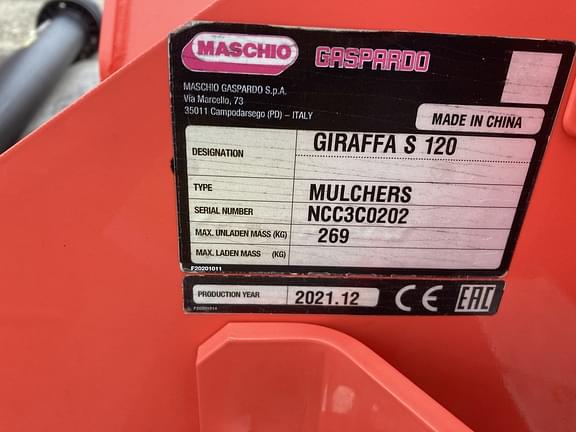 MASCHIO GASPARDO
MASCHIO GASPARDO S.p.A.
Via Marcello, 73
35011 Campodarsego (PD) – ITALY
MADE IN CHINA
DESIGNATION GIRAFFA S 120
TYPE MULCHERS
SERIAL NUMBER NCC3C0202
MAX. UNLADEN MASS (KG) 269
MAX. LADEN MASS (KG)
F20201011
PRODUCTION YEAR 2021.12 CE EAC
F20201014